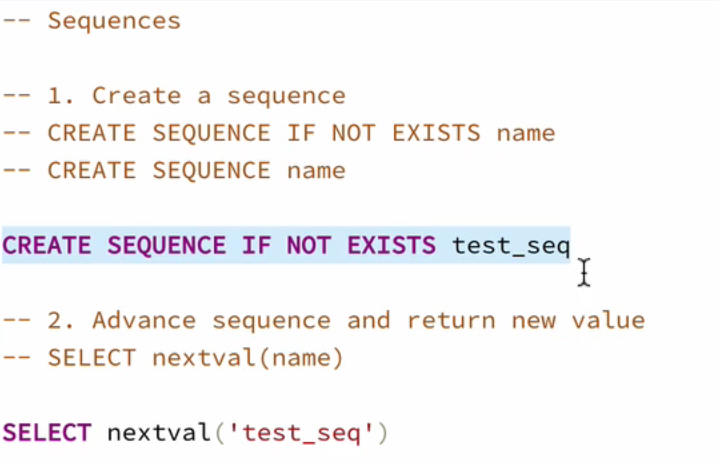 -- Sequences
-- 1. Create a sequence
-- CREATE SEQUENCE IF NOT EXISTS name
-- CREATE SEQUENCE name
CREATE SEQUENCE IF NOT EXISTS test_seq
-- 2. Advance sequence and return new value
-- SELECT nextval(name)
SELECT nextval('test_seq')